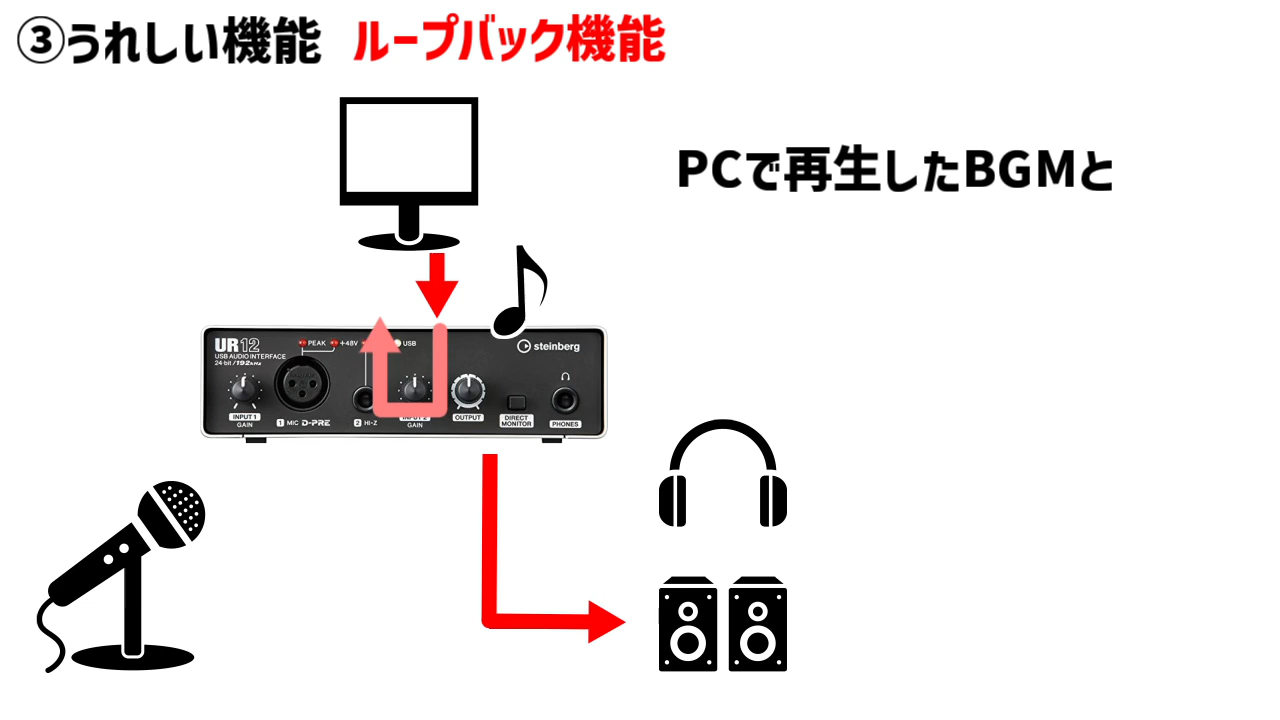 ③うれしい機能 ループバック機能
PCで再生したBGMと
UR12
USB AUDIO INTERFACE
24-bit/192kHz
PEAK +48V USB
steinberg
INPUT 1
GAIN
1 MIC D-PRE
2 HI-Z
INPUT 2
GAIN
OUTPUT
DIRECT
MONITOR
PHONES